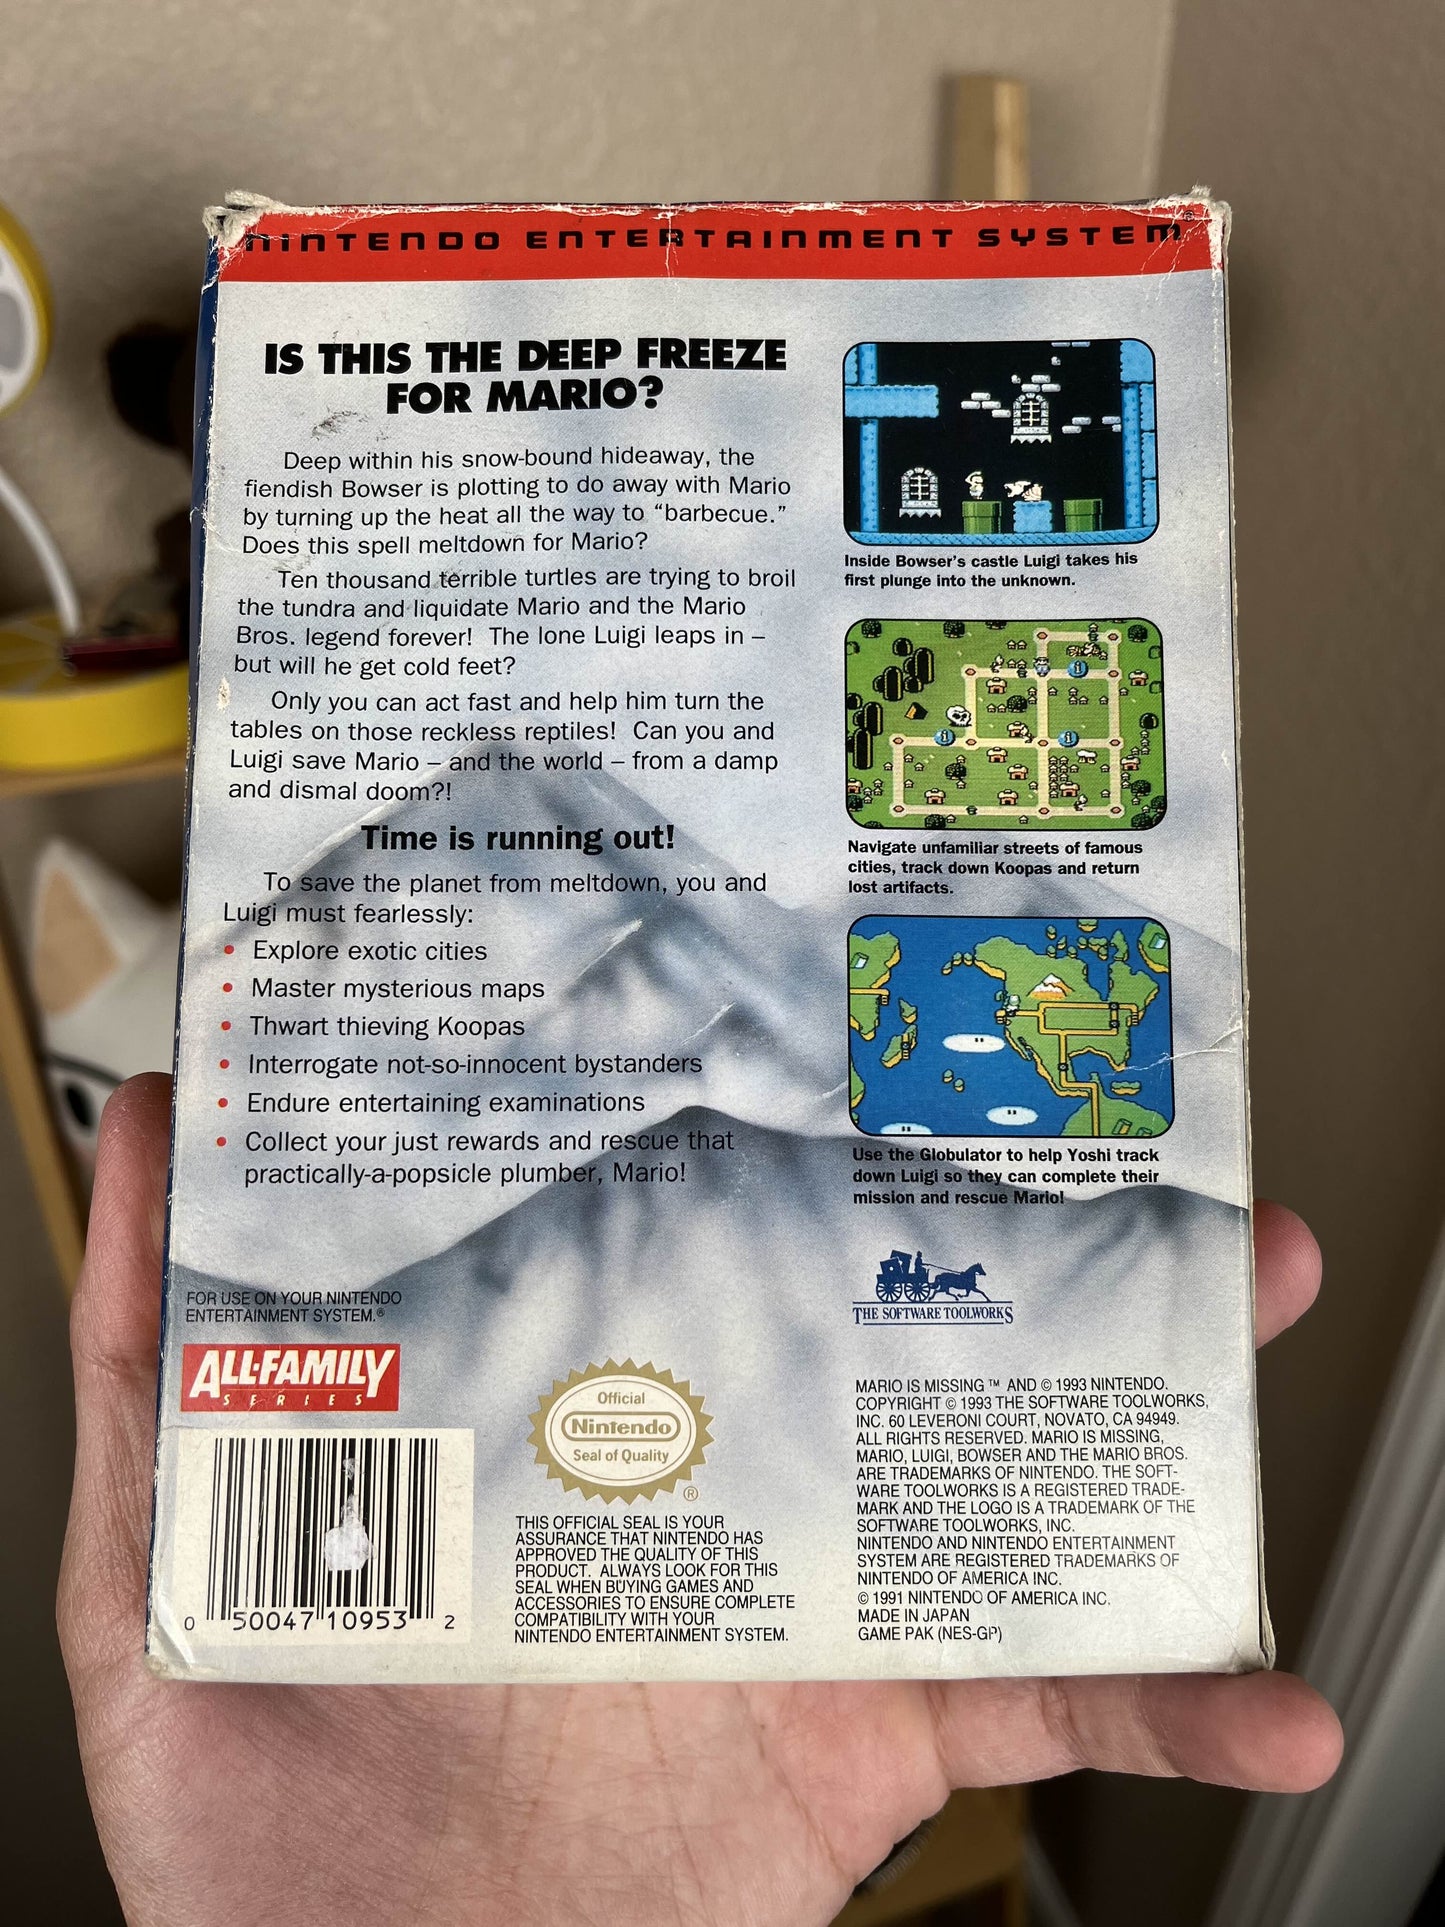 NINTENDO ENTERTAINMENT SYSTEM®
IS THIS THE DEEP FREEZE
FOR MARIO?
Deep within his snow-bound hideaway, the
fiendish Bowser is plotting to do away with Mario
by turning up the heat all the way to “barbecue.”
Does this spell meltdown for Mario?
Ten thousand terrible turtles are trying to broil
the tundra and liquidate Mario and the Mario
Bros. legend forever! The lone Luigi leaps in –
but will he get cold feet?
Only you can act fast and help him turn the
tables on those reckless reptiles! Can you and
Luigi save Mario – and the world – from a damp
and dismal doom?!
Time is running out!
To save the planet from meltdown, you and
Luigi must fearlessly:
• Explore exotic cities
• Master mysterious maps
• Thwart thieving Koopas
• Interrogate not-so-innocent bystanders
• Endure entertaining examinations
• Collect your just rewards and rescue that
practically-a-popsicle plumber, Mario!
Inside Bowser's castle Luigi takes his
first plunge into the unknown.
i
i
i
Navigate unfamiliar streets of famous
cities, track down Koopas and return
lost artifacts.
Use the Globulator to help Yoshi track
down Luigi so they can complete their
mission and rescue Mario!
THE SOFTWARE TOOLWORKS
FOR USE ON YOUR NINTENDO
ENTERTAINMENT SYSTEM.®
ALL-FAMILY
SERIES
0 50047 10953 2
Official
Nintendo
Seal of Quality
®
THIS OFFICIAL SEAL IS YOUR
ASSURANCE THAT NINTENDO HAS
APPROVED THE QUALITY OF THIS
PRODUCT. ALWAYS LOOK FOR THIS
SEAL WHEN BUYING GAMES AND
ACCESSORIES TO ENSURE COMPLETE
COMPATIBILITY WITH YOUR
NINTENDO ENTERTAINMENT SYSTEM.
MARIO IS MISSING™ AND © 1993 NINTENDO.
COPYRIGHT © 1993 THE SOFTWARE TOOLWORKS,
INC. 60 LEVERONI COURT, NOVATO, CA 94949.
ALL RIGHTS RESERVED. MARIO IS MISSING,
MARIO, LUIGI, BOWSER AND THE MARIO BROS.
ARE TRADEMARKS OF NINTENDO. THE SOFT-
WARE TOOLWORKS IS A REGISTERED TRADE-
MARK AND THE LOGO IS A TRADEMARK OF THE
SOFTWARE TOOLWORKS, INC.
NINTENDO AND NINTENDO ENTERTAINMENT
SYSTEM ARE REGISTERED TRADEMARKS OF
NINTENDO OF AMERICA INC.
© 1991 NINTENDO OF AMERICA INC.
MADE IN JAPAN
GAME PAK (NES-GP)